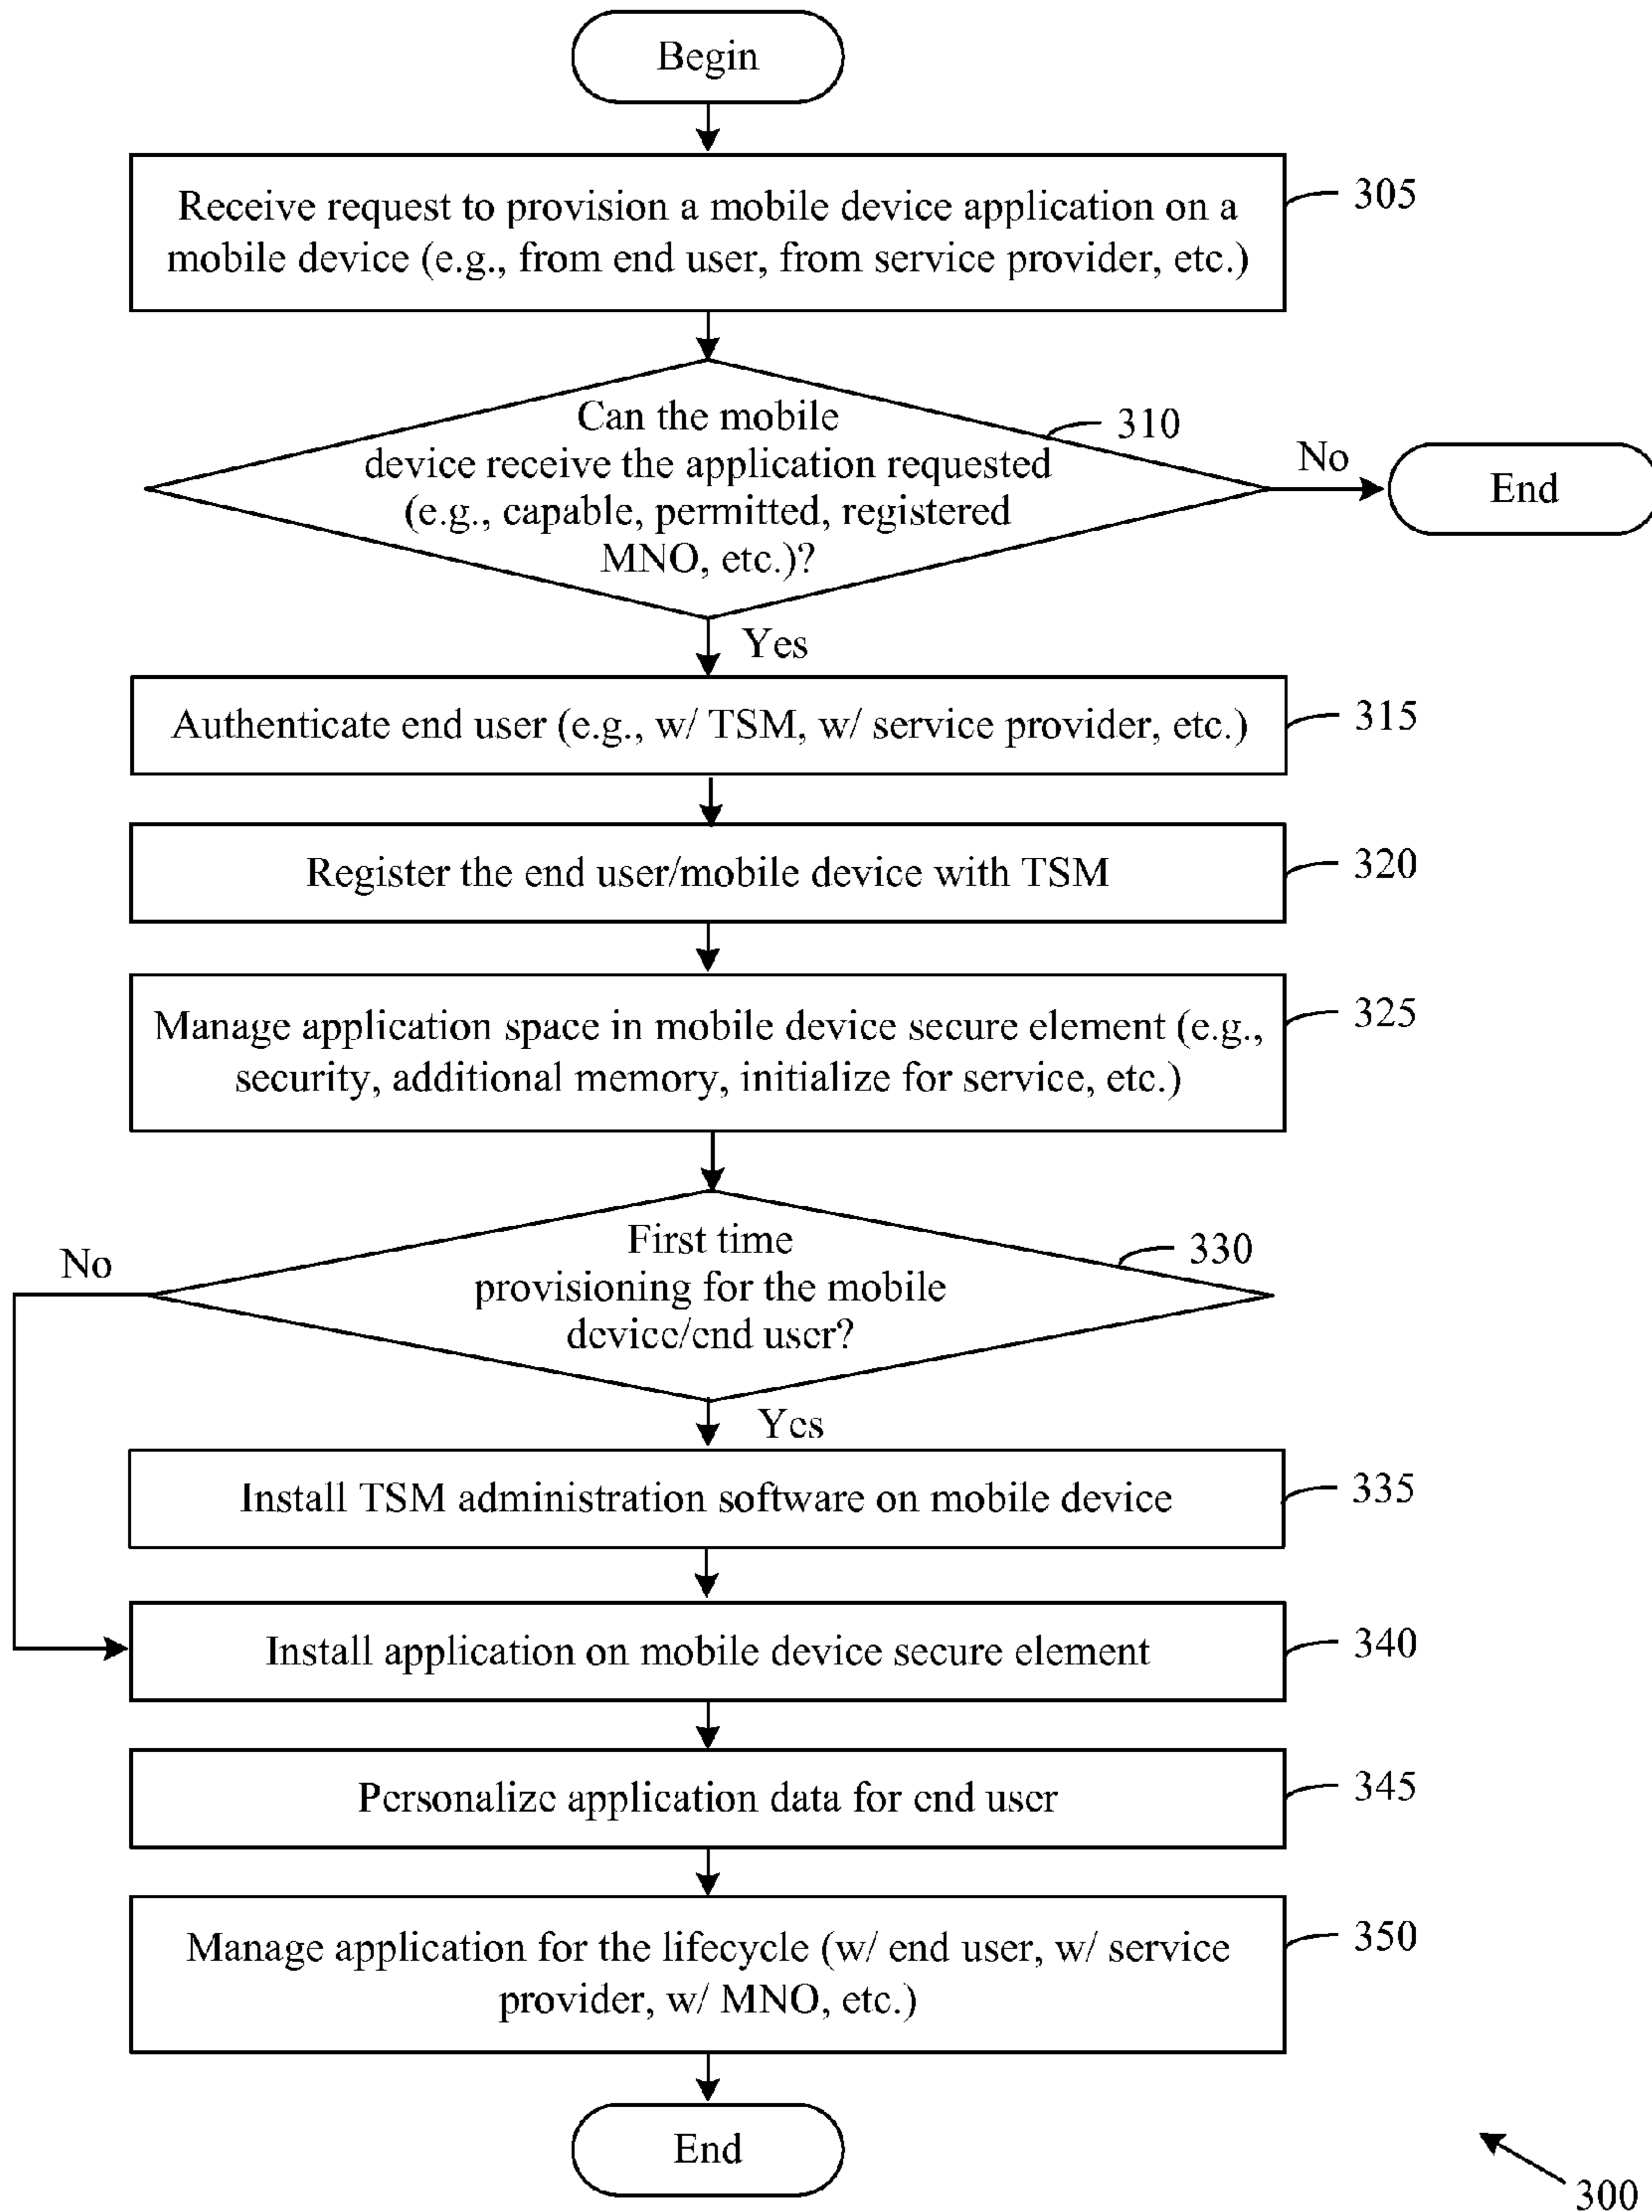 Begin
Receive request to provision a mobile device application on a
mobile device (e.g., from end user, from service provider, etc.)
305
Can the mobile
device receive the application requested
(e.g., capable, permitted, registered
MNO, etc.)?
310
No
End
Yes
Authenticate end user (e.g., w/ TSM, w/ service provider, etc.)
315
Register the end user/mobile device with TSM
320
Manage application space in mobile device secure element (e.g.,
security, additional memory, initialize for service, etc.)
325
First time
provisioning for the mobile
device/end user?
330
No
Yes
Install TSM administration software on mobile device
335
Install application on mobile device secure element
340
Personalize application data for end user
345
Manage application for the lifecycle (w/ end user, w/ service
provider, w/ MNO, etc.)
350
End
300